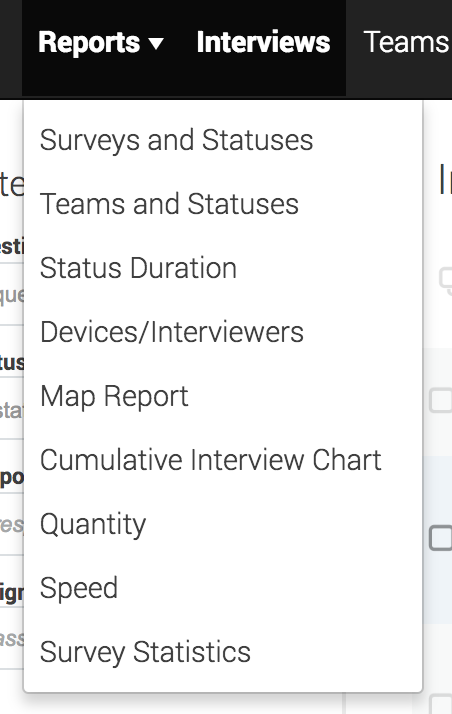 Reports Interviews Teams
Surveys and Statuses
Teams and Statuses
Status Duration
Devices/Interviewers
Map Report
Cumulative Interview Chart
Quantity
Speed
Survey Statistics